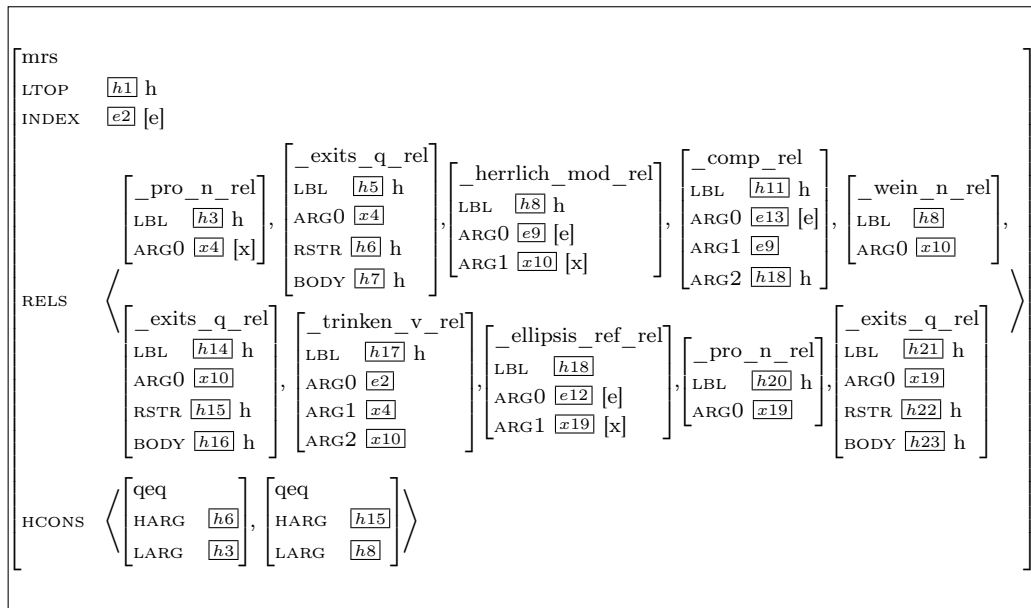 mrs
LTOP h1 h
INDEX e2 [e]
RELS ⟨ [_pro_n_rel LBL h3 h ARG0 x4 [x]], [_exits_q_rel LBL h5 h ARG0 x4 RSTR h6 h BODY h7 h], [_herrlich_mod_rel LBL h8 h ARG0 e9 [e] ARG1 x10 [x]], [_comp_rel LBL h11 h ARG0 e13 [e] ARG1 e9 ARG2 h18 h], [_wein_n_rel LBL h8 ARG0 x10],
[_exits_q_rel LBL h14 h ARG0 x10 RSTR h15 h BODY h16 h], [_trinken_v_rel LBL h17 h ARG0 e2 ARG1 x4 ARG2 x10], [_ellipsis_ref_rel LBL h18 ARG0 e12 [e] ARG1 x19 [x]], [_pro_n_rel LBL h20 h ARG0 x19], [_exits_q_rel LBL h21 h ARG0 x19 RSTR h22 h BODY h23 h] ⟩
HCONS ⟨ [qeq HARG h6 LARG h3], [qeq HARG h15 LARG h8] ⟩